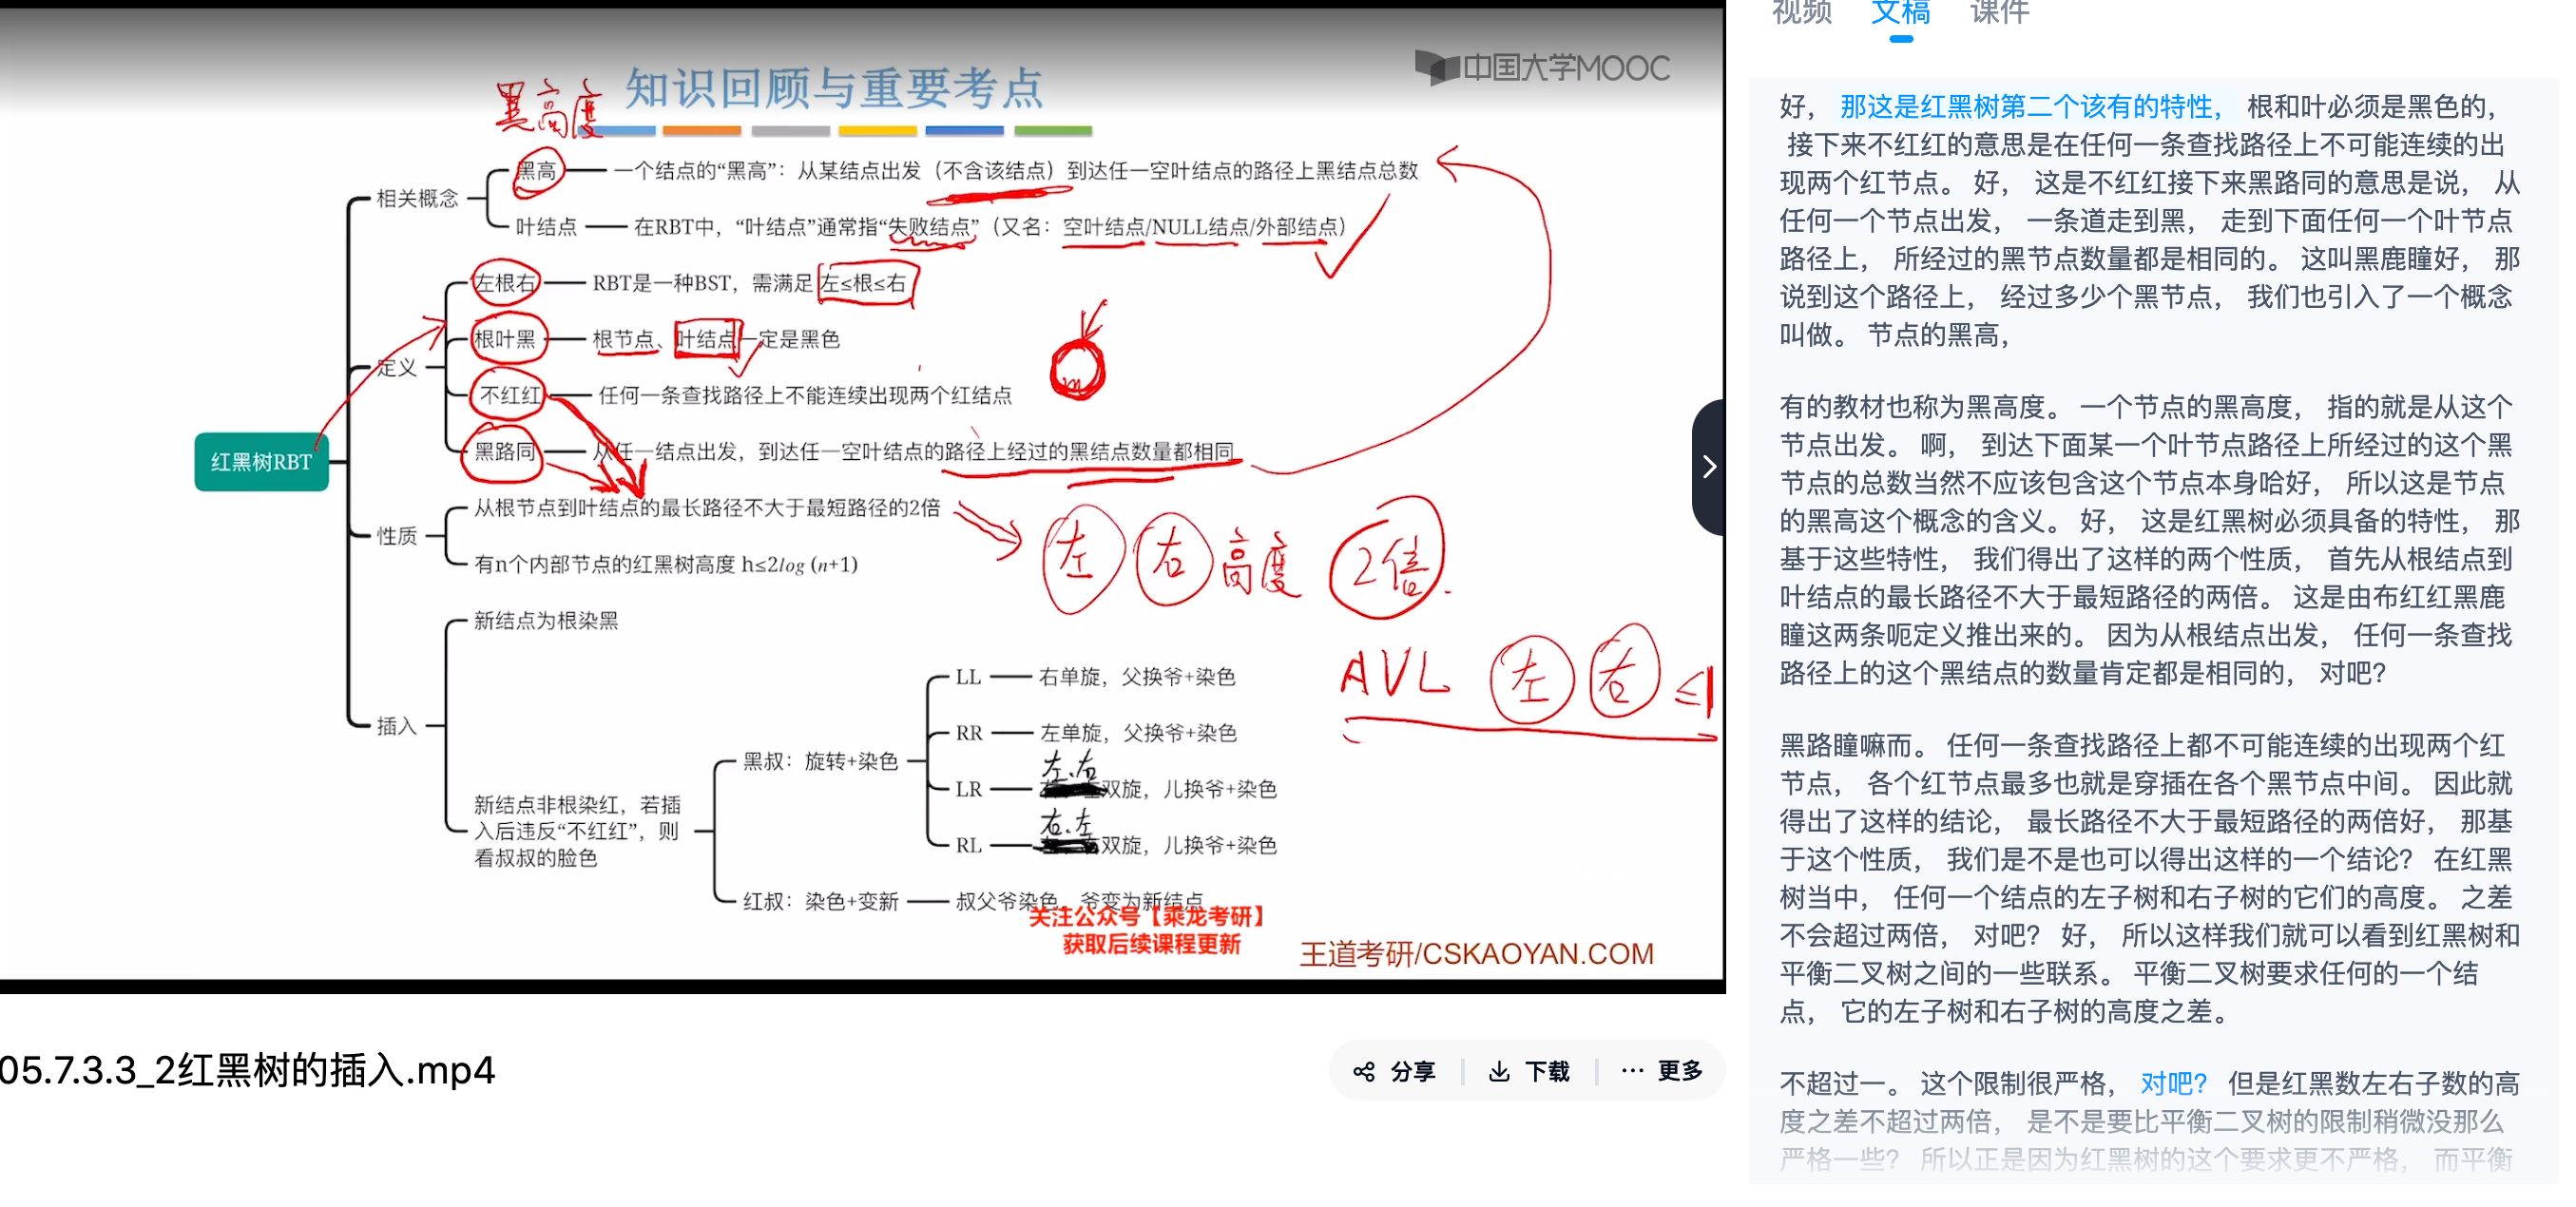 视频 文稿 课件
中国大学MOOC
黑高度
知识回顾与重要考点
红黑树RBT
相关概念
黑高
一个结点的“黑高”：从某结点出发（不含该结点）到达任一空叶结点的路径上黑结点总数
叶结点
在RBT中，“叶结点”通常指“失败结点”（又名：空叶结点/NULL结点/外部结点）
定义
左根右
RBT是一种BST，需满足 左≤根≤右
根叶黑
根节点、叶结点一定是黑色
不红红
任何一条查找路径上不能连续出现两个红结点
黑路同
从任一结点出发，到达任一空叶结点的路径上经过的黑结点数量都相同
性质
从根节点到叶结点的最长路径不大于最短路径的2倍
有n个内部节点的红黑树高度 h≤2log (n+1)
左 右 高度 2倍.
AVL 左 右 ≤1
插入
新结点为根染黑
新结点非根染红，若插
入后违反“不红红”，则
看叔叔的脸色
黑叔：旋转+染色
LL
右单旋，父换爷+染色
RR
左单旋，父换爷+染色
左、右
LR
双旋，儿换爷+染色
右、左
RL
双旋，儿换爷+染色
红叔：染色+变新
叔父爷染色，爷变为新结点
关注公众号【乘龙考研】
获取后续课程更新
王道考研/CSKAOYAN.COM
05.7.3.3_2红黑树的插入.mp4
分享 下载 更多
好， 那这是红黑树第二个该有的特性， 根和叶必须是黑色的，
接下来不红红的意思是在任何一条查找路径上不可能连续的出
现两个红节点。 好， 这是不红红接下来黑路同的意思是说， 从
任何一个节点出发， 一条道走到黑， 走到下面任何一个叶节点
路径上， 所经过的黑节点数量都是相同的。 这叫黑鹿瞳好， 那
说到这个路径上， 经过多少个黑节点， 我们也引入了一个概念
叫做。 节点的黑高，
有的教材也称为黑高度。 一个节点的黑高度， 指的就是从这个
节点出发。 啊， 到达下面某一个叶节点路径上所经过的这个黑
节点的总数当然不应该包含这个节点本身哈好， 所以这是节点
的黑高这个概念的含义。 好， 这是红黑树必须具备的特性， 那
基于这些特性， 我们得出了这样的两个性质， 首先从根结点到
叶结点的最长路径不大于最短路径的两倍。 这是由布红红黑鹿
瞳这两条呃定义推出来的。 因为从根结点出发， 任何一条查找
路径上的这个黑结点的数量肯定都是相同的， 对吧?
黑路瞳嘛而。 任何一条查找路径上都不可能连续的出现两个红
节点， 各个红节点最多也就是穿插在各个黑节点中间。 因此就
得出了这样的结论， 最长路径不大于最短路径的两倍好， 那基
于这个性质， 我们是不是也可以得出这样的一个结论? 在红黑
树当中， 任何一个结点的左子树和右子树的它们的高度。 之差
不会超过两倍， 对吧? 好， 所以这样我们就可以看到红黑树和
平衡二叉树之间的一些联系。 平衡二叉树要求任何的一个结
点， 它的左子树和右子树的高度之差。
不超过一。 这个限制很严格， 对吧? 但是红黑数左右子数的高
度之差不超过两倍， 是不是要比平衡二叉树的限制稍微没那么
严格一些? 所以正是因为红黑树的这个要求更不严格， 而平衡